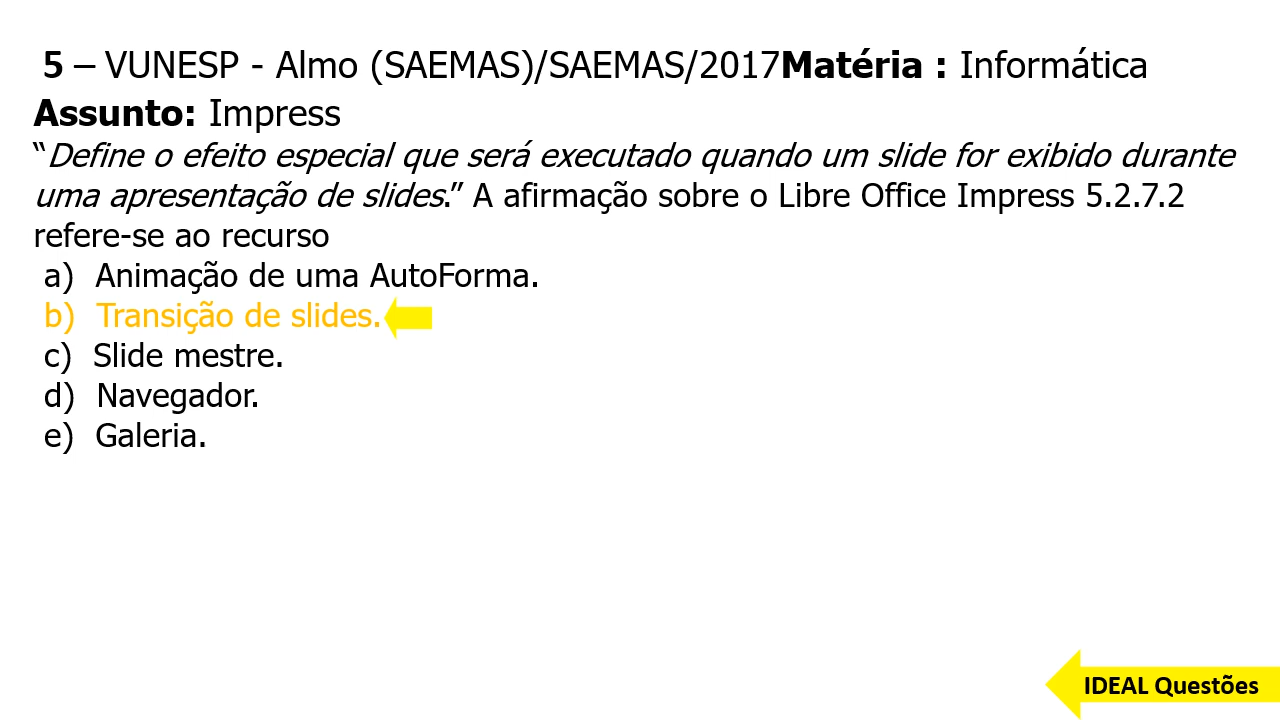 5 – VUNESP - Almo (SAEMAS)/SAEMAS/2017Matéria : Informática
Assunto: Impress
“Define o efeito especial que será executado quando um slide for exibido durante
uma apresentação de slides.” A afirmação sobre o Libre Office Impress 5.2.7.2
refere-se ao recurso
a) Animação de uma AutoForma.
b) Transição de slides.
c) Slide mestre.
d) Navegador.
e) Galeria.
IDEAL Questões